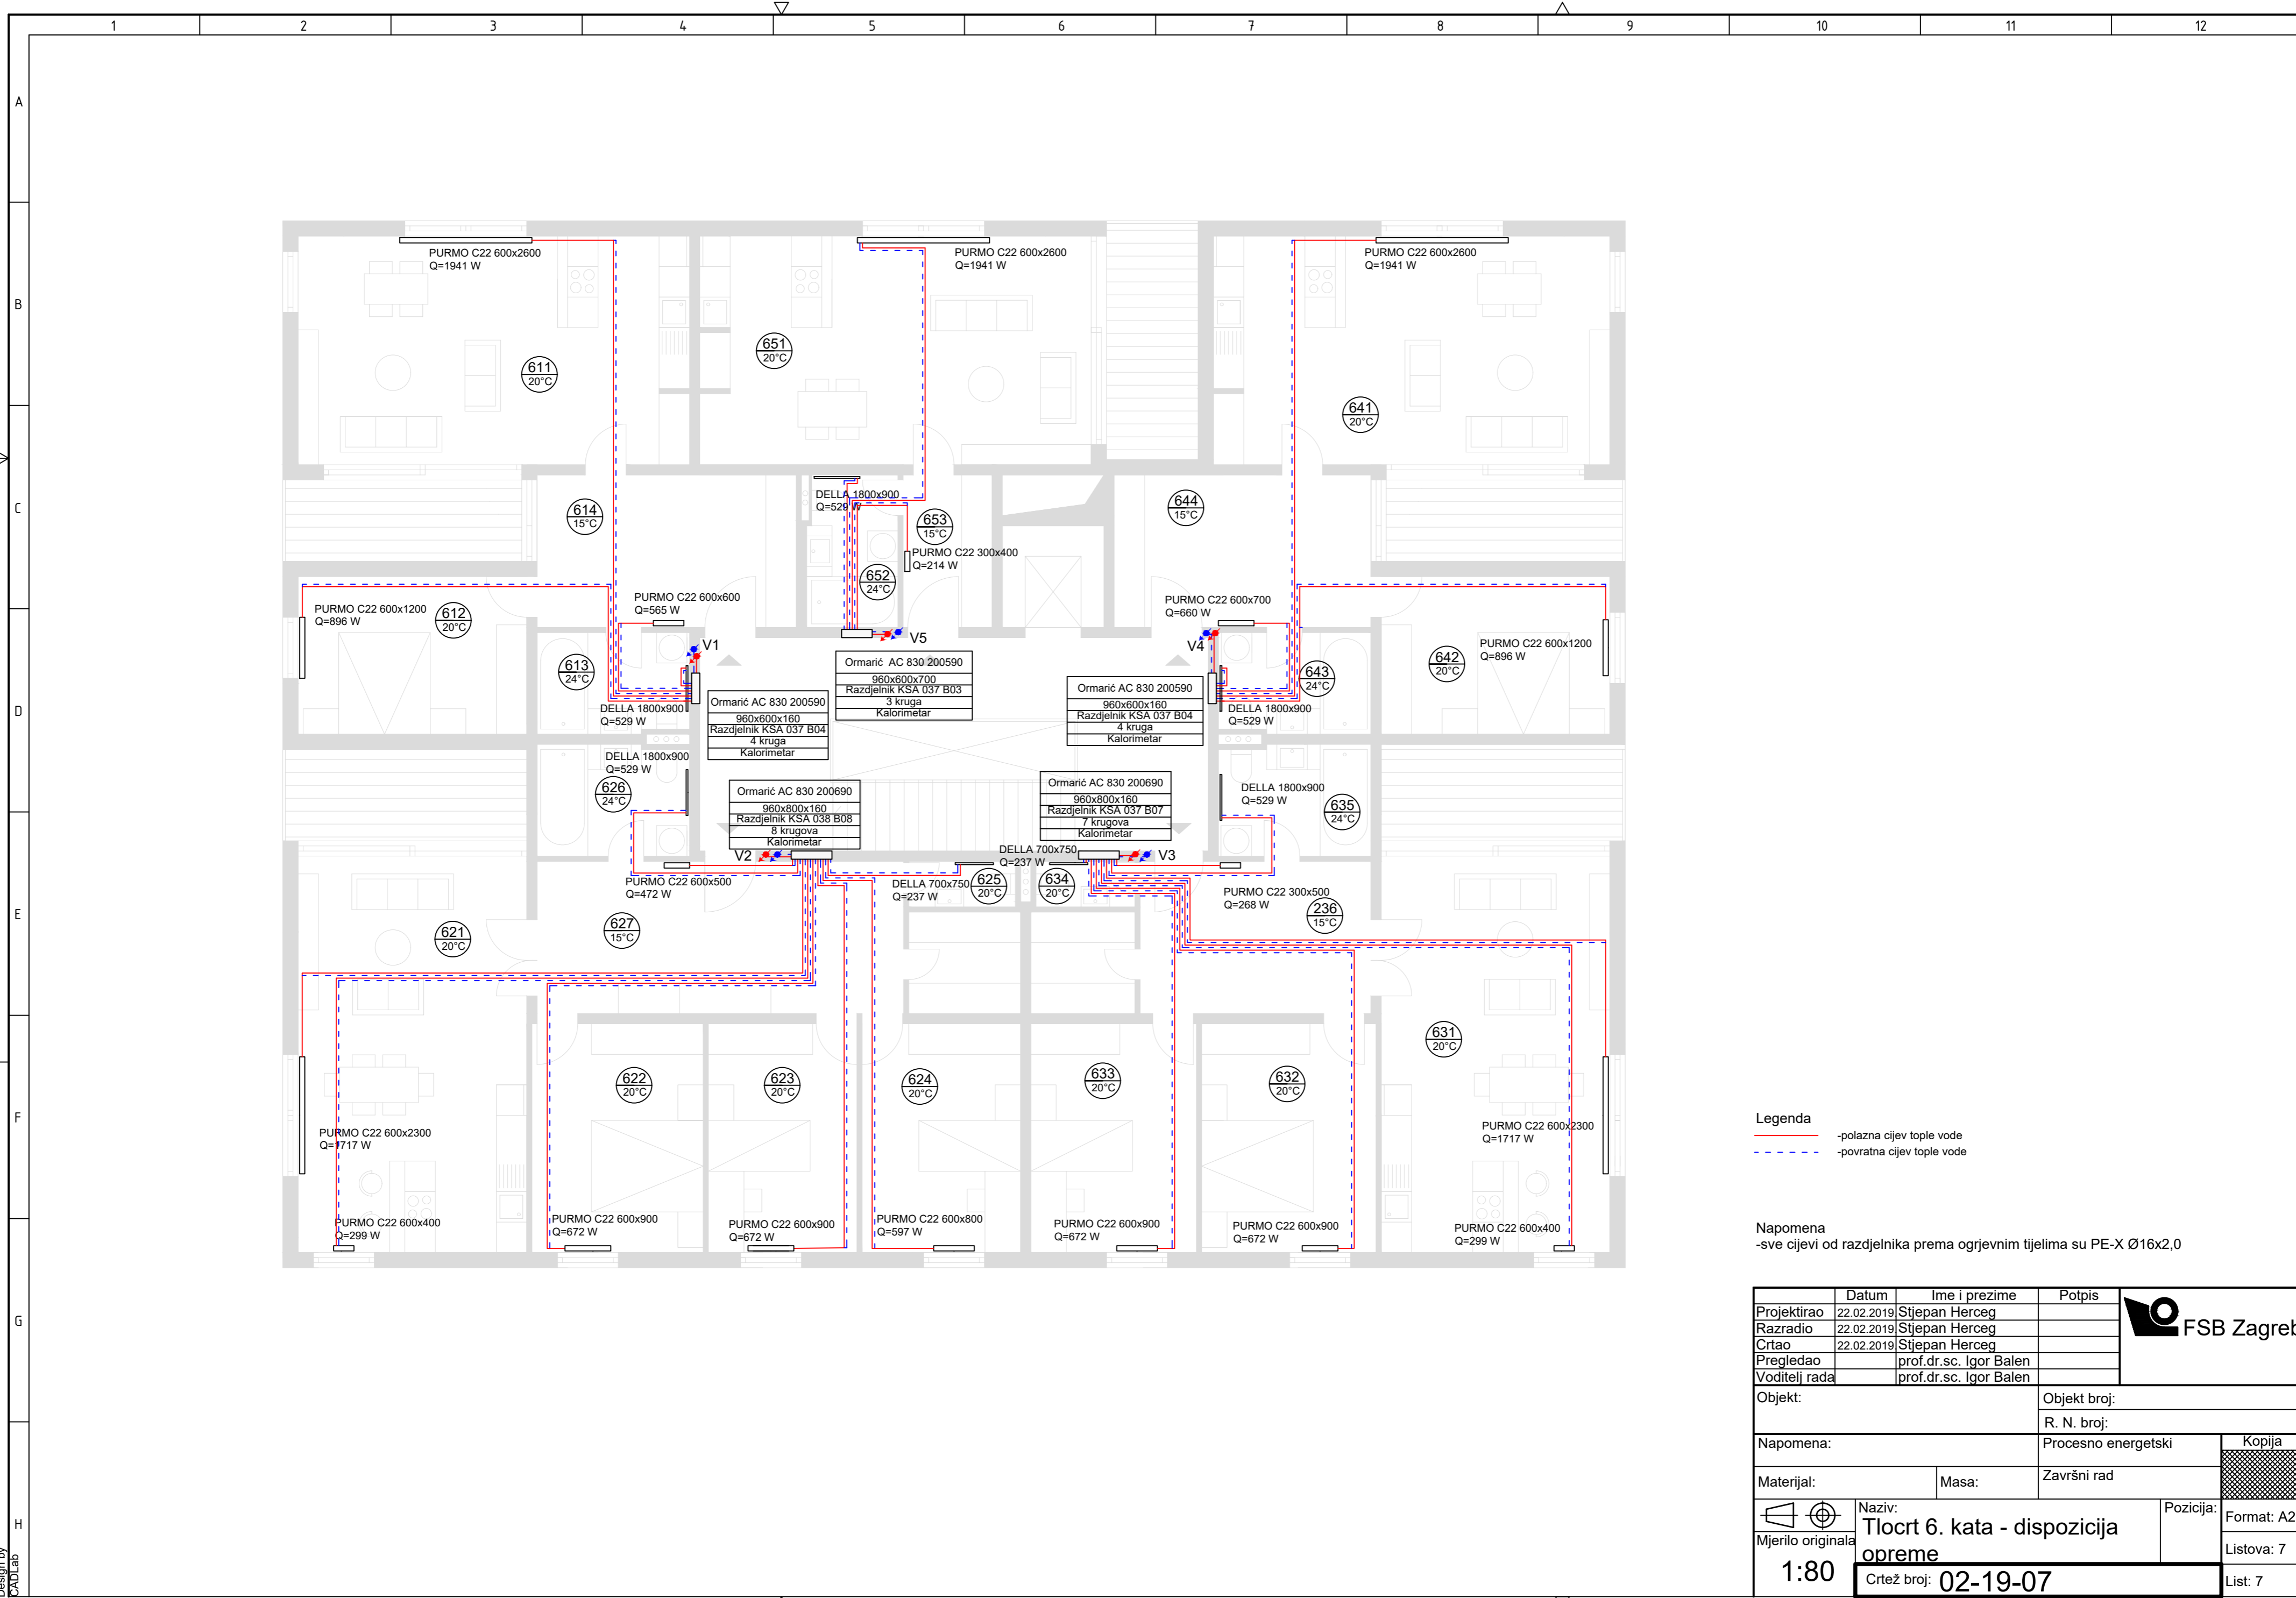 1 2 3 4 5 6 7 8 9 10 11 12
A
B
C
D
E
F
G
H
PURMO C22 600x2600
Q=1941 W
PURMO C22 600x2600
Q=1941 W
PURMO C22 600x2600
Q=1941 W
651
20°C
611
20°C
641
20°C
DELLA 1800x900
Q=529 W
614
15°C
653
15°C
644
15°C
PURMO C22 300x400
Q=214 W
652
24°C
PURMO C22 600x1200
Q=896 W
612
20°C
PURMO C22 600x600
Q=565 W
PURMO C22 600x700
Q=660 W
V1
V5
V4
613
24°C
643
24°C
642
20°C
PURMO C22 600x1200
Q=896 W
Ormarić AC 830 200590
960x600x700
Razdjelnik KSA 037 B03
3 kruga
Kalorimetar
Ormarić AC 830 200590
960x600x160
Razdjelnik KSA 037 B04
4 kruga
Kalorimetar
Ormarić AC 830 200590
960x600x160
Razdjelnik KSA 037 B04
4 kruga
Kalorimetar
DELLA 1800x900
Q=529 W
DELLA 1800x900
Q=529 W
DELLA 1800x900
Q=529 W
626
24°C
Ormarić AC 830 200690
960x800x160
Razdjelnik KSA 038 B08
8 krugova
Kalorimetar
Ormarić AC 830 200690
960x800x160
Razdjelnik KSA 037 B07
7 krugova
Kalorimetar
DELLA 1800x900
Q=529 W
635
24°C
V2
V3
DELLA 700x750
Q=237 W
PURMO C22 600x500
Q=472 W
DELLA 700x750
Q=237 W
625
20°C
634
20°C
PURMO C22 300x500
Q=268 W
236
15°C
621
20°C
627
15°C
631
20°C
622
20°C
623
20°C
624
20°C
633
20°C
632
20°C
PURMO C22 600x2300
Q=1717 W
PURMO C22 600x2300
Q=1717 W
PURMO C22 600x400
Q=299 W
PURMO C22 600x900
Q=672 W
PURMO C22 600x900
Q=672 W
PURMO C22 600x800
Q=597 W
PURMO C22 600x900
Q=672 W
PURMO C22 600x900
Q=672 W
PURMO C22 600x400
Q=299 W
Legenda
-polazna cijev tople vode
-povratna cijev tople vode
Napomena
-sve cijevi od razdjelnika prema ogrjevnim tijelima su PE-X Ø16x2,0
Datum Ime i prezime Potpis
Projektirao 22.02.2019 Stjepan Herceg
Razradio 22.02.2019 Stjepan Herceg
Crtao 22.02.2019 Stjepan Herceg
Pregledao prof.dr.sc. Igor Balen
Voditelj rada prof.dr.sc. Igor Balen
FSB Zagreb
Objekt:
Objekt broj:
R. N. broj:
Napomena:
Procesno energetski
Kopija
Materijal:
Masa:
Završni rad
Naziv:
Tlocrt 6. kata - dispozicija
opreme
Pozicija:
Format: A2
Mjerilo originala
1:80
Listova: 7
Crtež broj: 02-19-07
List: 7
Design by
CADLab